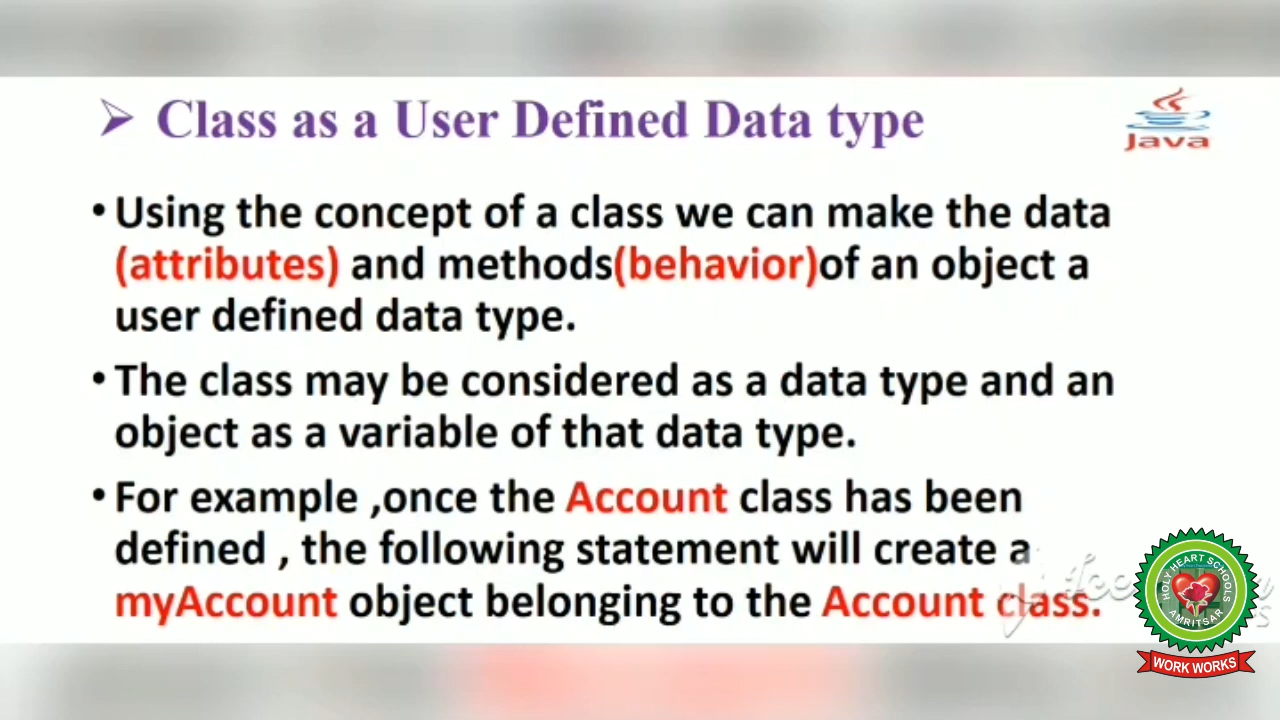 ➢ Class as a User Defined Data type
Java
• Using the concept of a class we can make the data
(attributes) and methods(behavior)of an object a
user defined data type.
• The class may be considered as a data type and an
object as a variable of that data type.
• For example ,once the Account class has been
defined , the following statement will create a
myAccount object belonging to the Account class.
HOLY HEART SCHOOLS
AMRITSAR
WORK WORKS